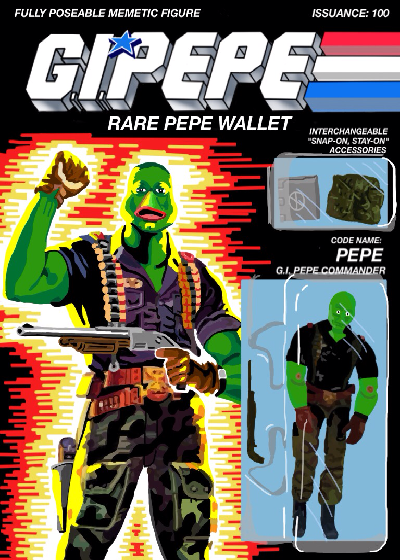 FULLY POSEABLE MEMETIC FIGURE
ISSUANCE: 100
GIPEPE
RARE PEPE WALLET
INTERCHANGEABLE
"SNAP-ON, STAY-ON"
ACCESSORIES
CODE NAME:
PEPE
G.I. PEPE COMMANDER